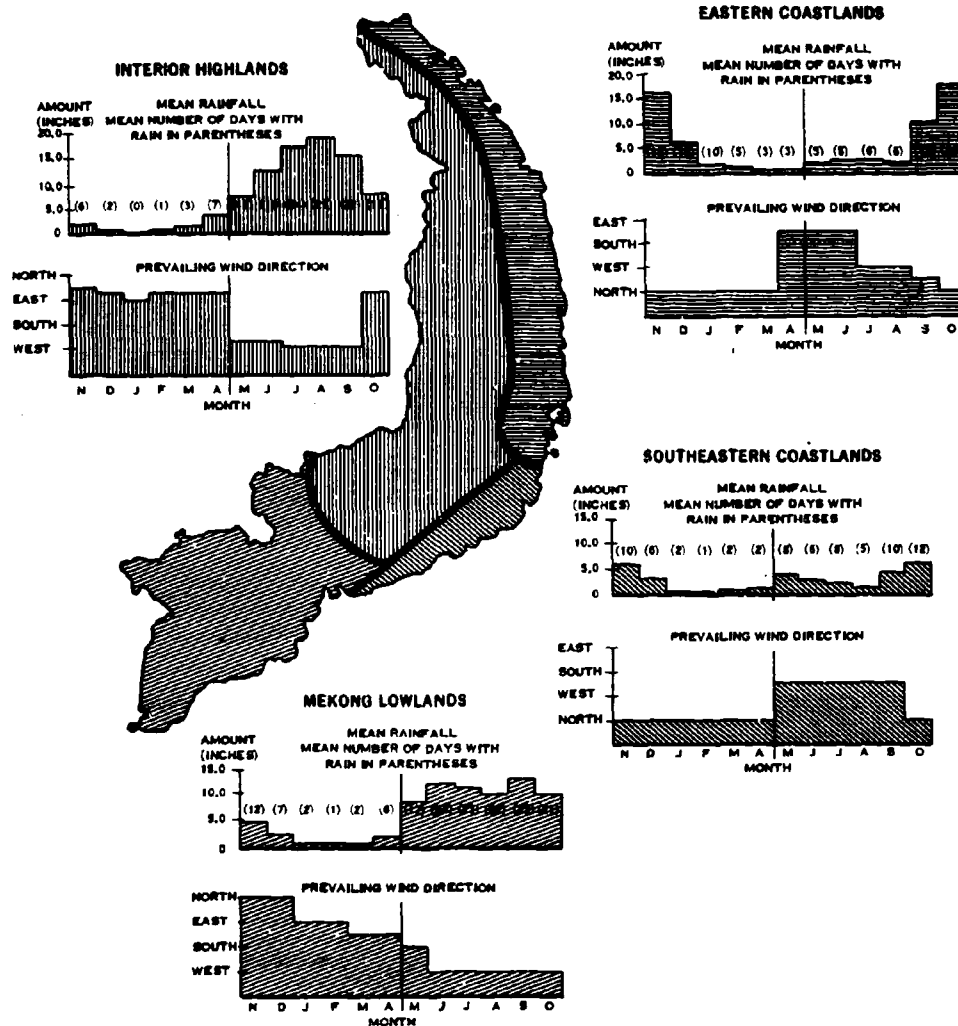 INTERIOR HIGHLANDS
AMOUNT
(INCHES)
MEAN RAINFALL
MEAN NUMBER OF DAYS WITH
RAIN IN PARENTHESES
20.0
15.0
10.0
5.0
0
(6) (2) (0) (1) (3) (7)
PREVAILING WIND DIRECTION
NORTH
EAST
SOUTH
WEST
N D J F M A M J J A S O
MONTH
EASTERN COASTLANDS
AMOUNT
(INCHES)
MEAN RAINFALL
MEAN NUMBER OF DAYS WITH
RAIN IN PARENTHESES
20.0
15.0
10.0
5.0
0
(10) (5) (3) (3) (5) (5) (6)
PREVAILING WIND DIRECTION
EAST
SOUTH
WEST
NORTH
N D J F M A M J J A S O
MONTH
SOUTHEASTERN COASTLANDS
AMOUNT
(INCHES)
MEAN RAINFALL
MEAN NUMBER OF DAYS WITH
RAIN IN PARENTHESES
15.0
10.0
5.0
0
(10) (6) (2) (1) (2) (2) (5) (10) (12)
PREVAILING WIND DIRECTION
EAST
SOUTH
WEST
NORTH
N D J F M A M J J A S O
MONTH
MEKONG LOWLANDS
AMOUNT
(INCHES)
MEAN RAINFALL
MEAN NUMBER OF DAYS WITH
RAIN IN PARENTHESES
15.0
10.0
5.0
0
(12) (7) (2) (1) (2) (6)
PREVAILING WIND DIRECTION
NORTH
EAST
SOUTH
WEST
N D J F M A M J J A S O
MONTH